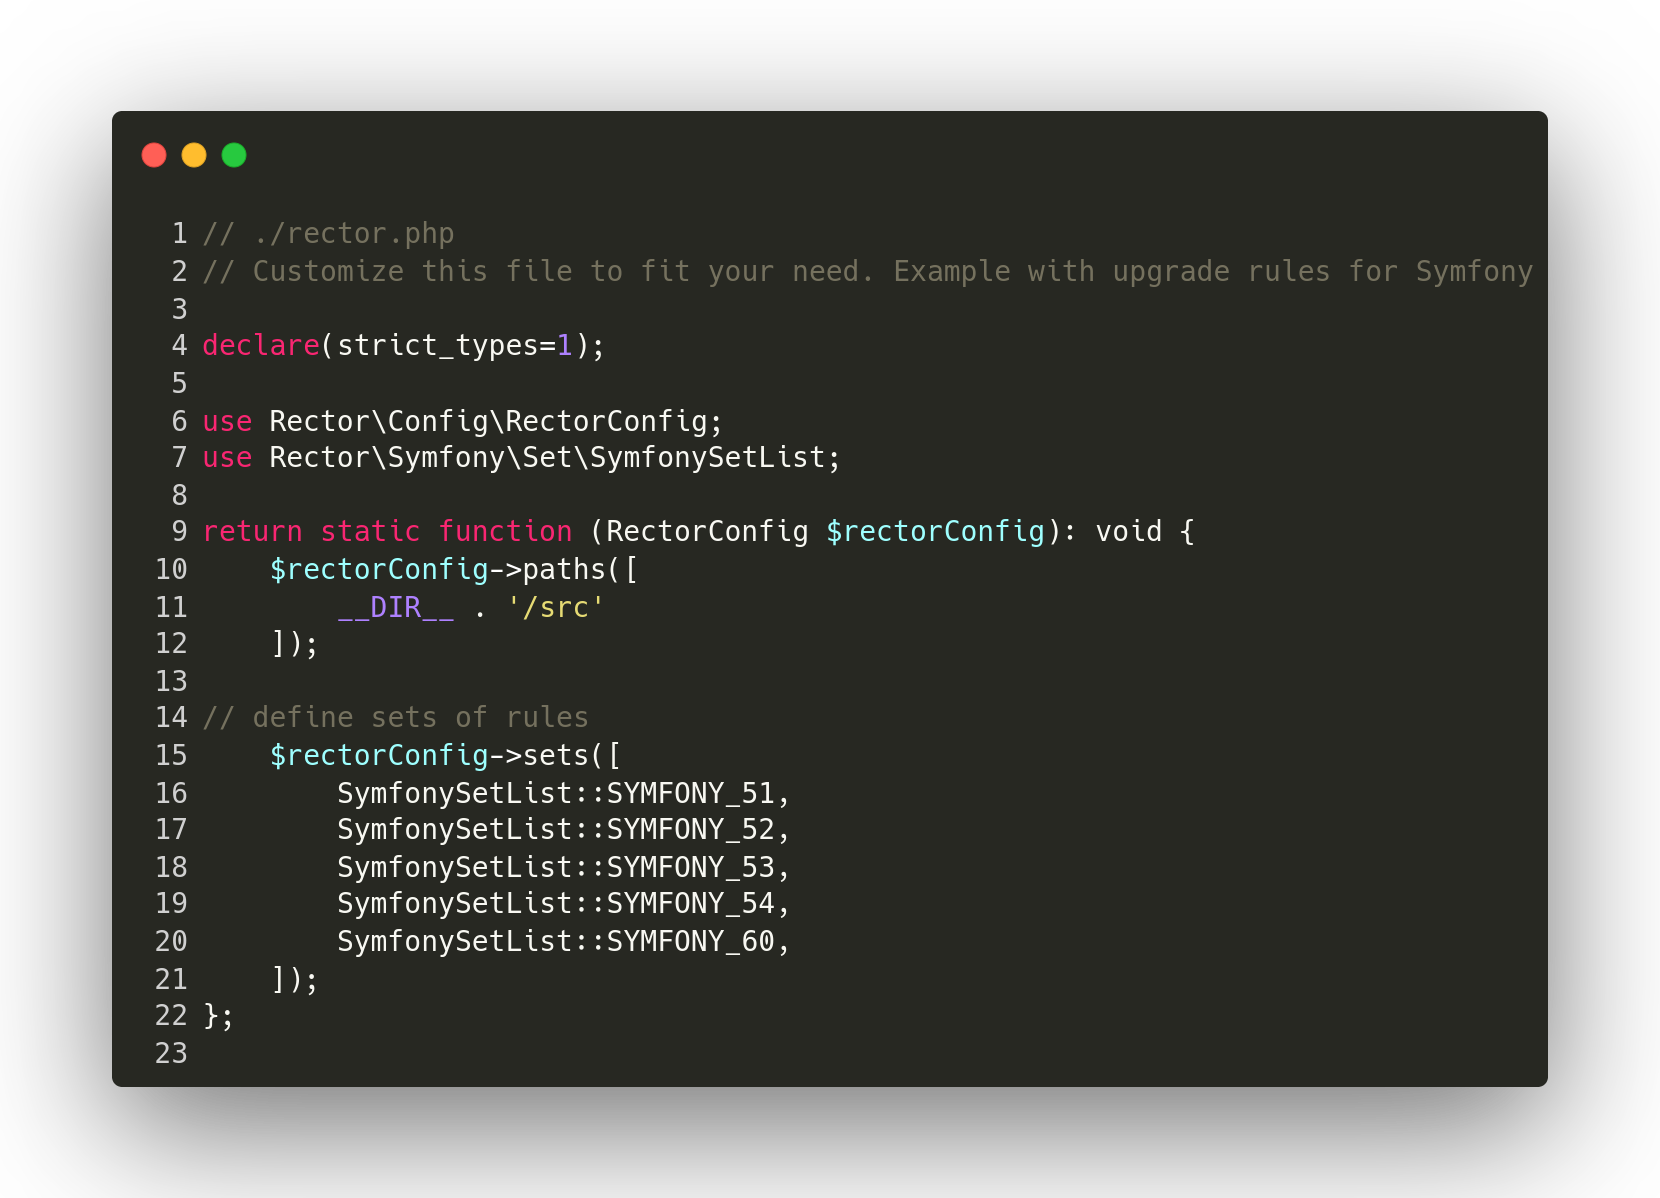 1 // ./rector.php
2 // Customize this file to fit your need. Example with upgrade rules for Symfony
3
4 declare(strict_types=1);
5
6 use Rector\Config\RectorConfig;
7 use Rector\Symfony\Set\SymfonySetList;
8
9 return static function (RectorConfig $rectorConfig): void {
10     $rectorConfig->paths([
11         __DIR__ . '/src'
12     ]);
13
14 // define sets of rules
15     $rectorConfig->sets([
16         SymfonySetList::SYMFONY_51,
17         SymfonySetList::SYMFONY_52,
18         SymfonySetList::SYMFONY_53,
19         SymfonySetList::SYMFONY_54,
20         SymfonySetList::SYMFONY_60,
21     ]);
22 };
23